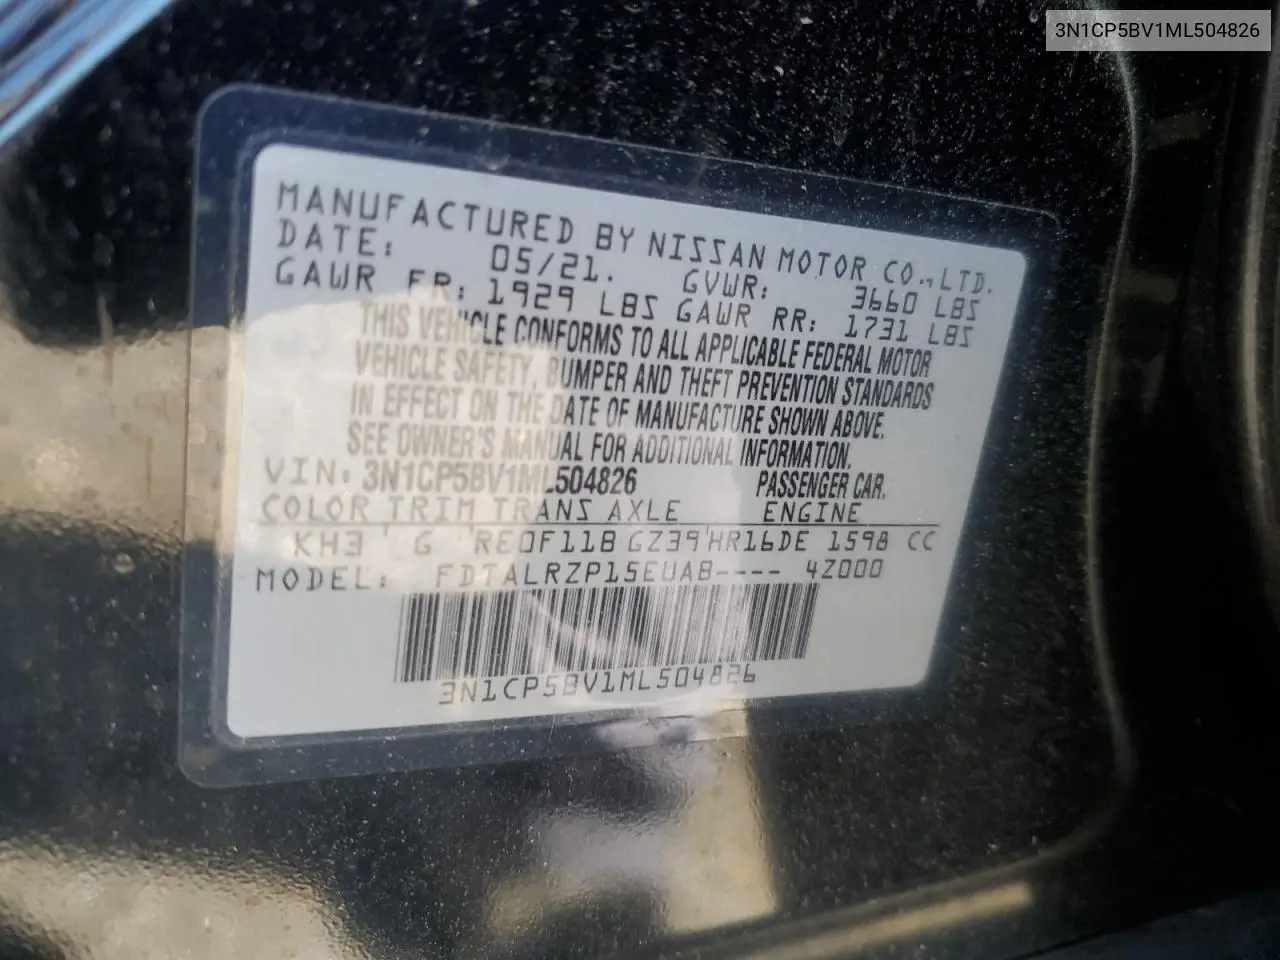 3N1CP5BV1ML504826
MANUFACTURED BY NISSAN MOTOR CO.,LTD.
DATE: 05/21. GVWR: 3660 LBS
GAWR FR: 1929 LBS GAWR RR: 1731 LBS
THIS VEHICLE CONFORMS TO ALL APPLICABLE FEDERAL MOTOR
VEHICLE SAFETY, BUMPER AND THEFT PREVENTION STANDARDS
IN EFFECT ON THE DATE OF MANUFACTURE SHOWN ABOVE.
SEE OWNER'S MANUAL FOR ADDITIONAL INFORMATION.
VIN: 3N1CP5BV1ML504826 PASSENGER CAR.
COLOR TRIM TRANS AXLE ENGINE
KH3 G RE0F11B GZ39 HR16DE 1598 CC
MODEL: FDTALRZP15EUAB---- 4Z000
3N1CP5BV1ML504826